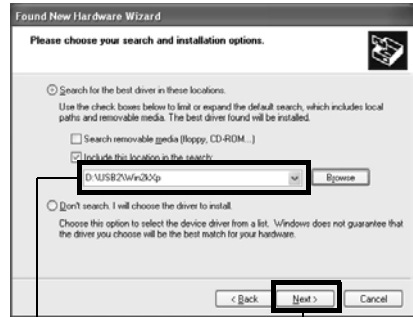 Found New Hardware Wizard
Please choose your search and installation options.
Search for the best driver in these locations.
Use the check boxes below to limit or expand the default search, which includes local
paths and removable media. The best driver found will be installed.
Search removable media (floppy, CD-ROM...)
Include this location in the search:
D:\USB2\Win2kXp
Browse
Don't search. I will choose the driver to install.
Choose this option to select the device driver from a list. Windows does not guarantee that
the driver you choose will be the best match for your hardware.
< Back Next > Cancel